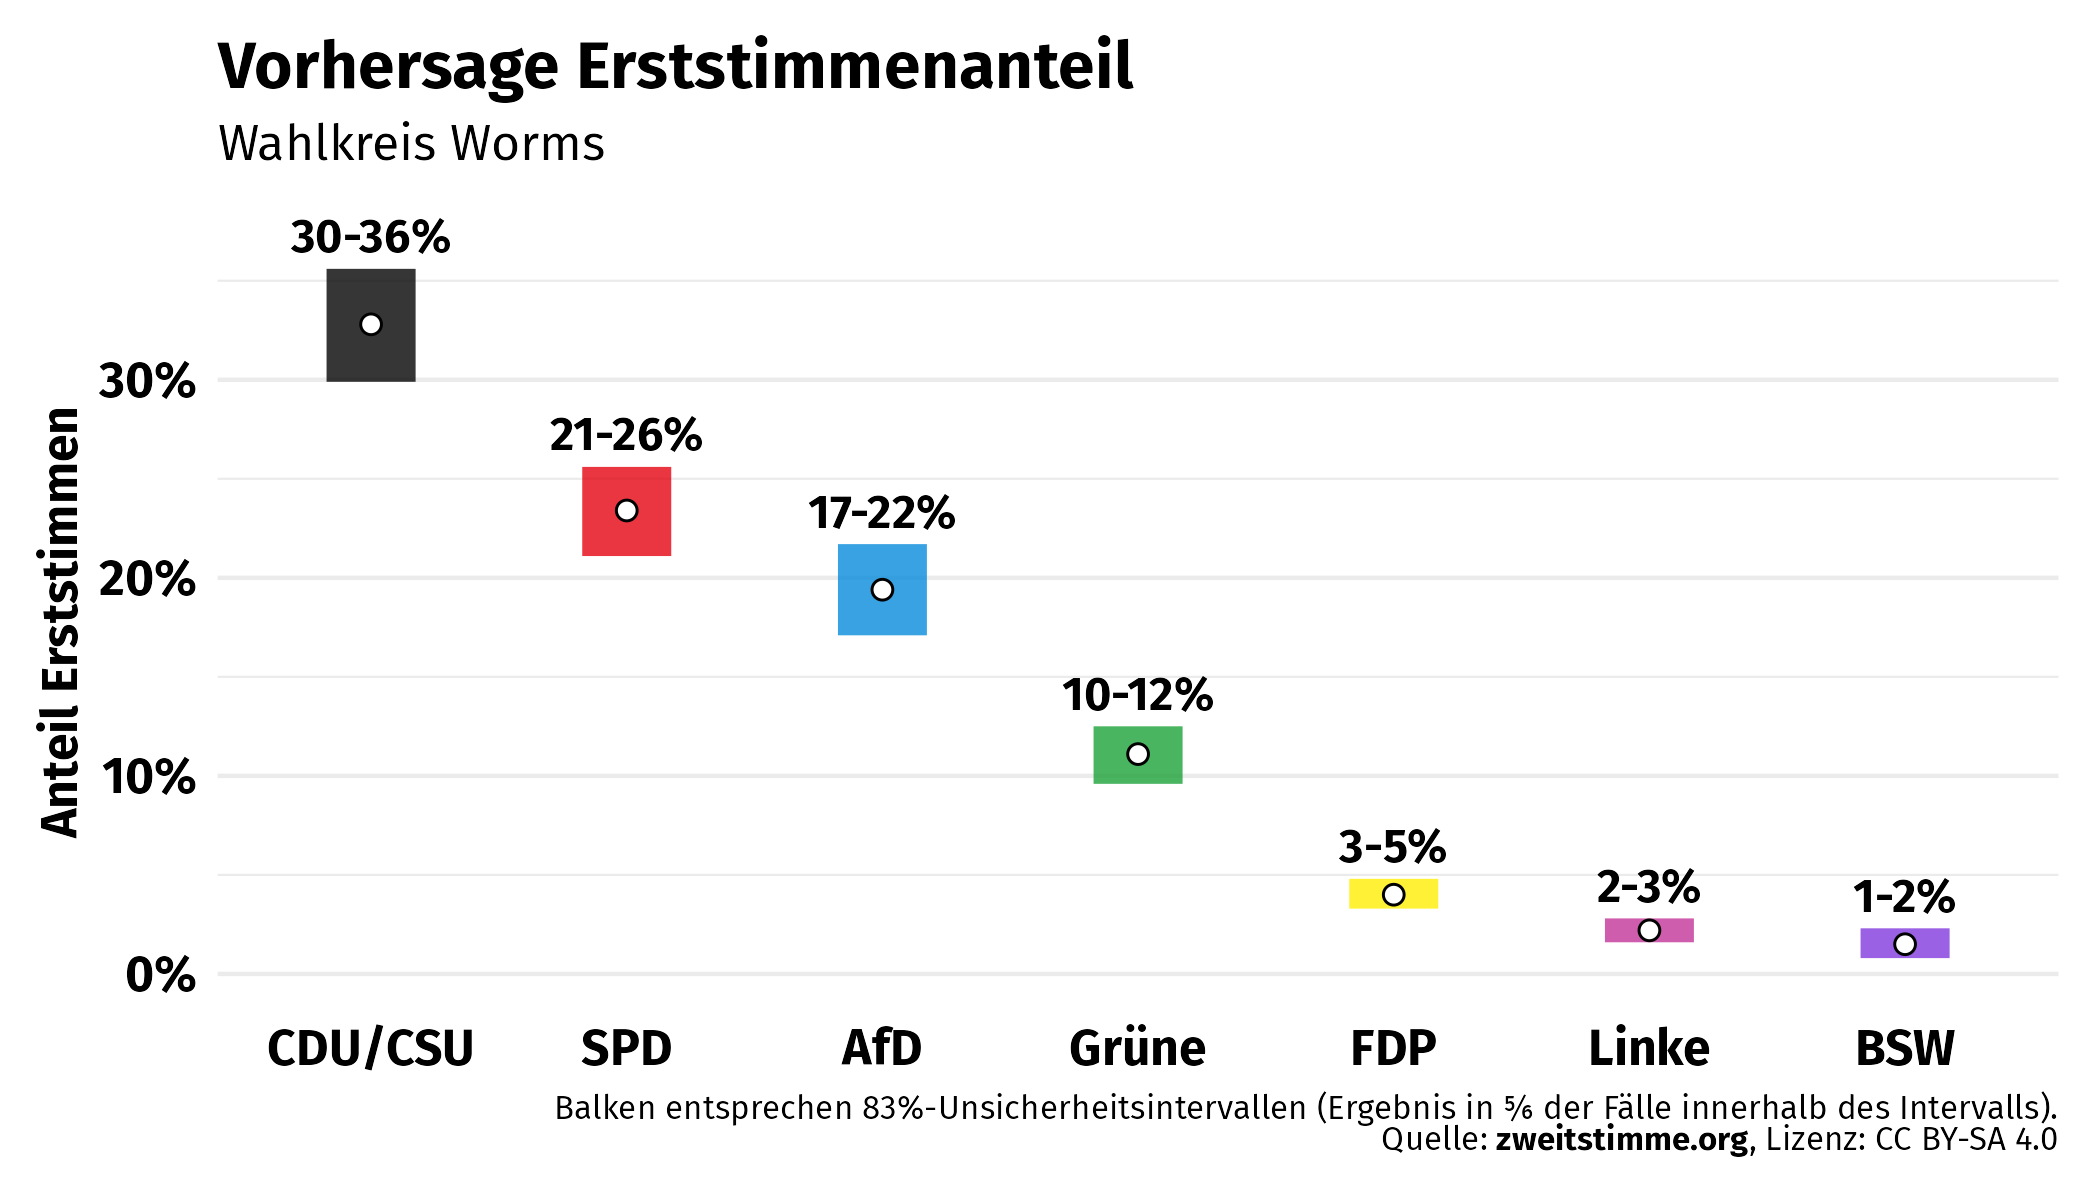 Vorhersage Erststimmenanteil
Wahlkreis Worms
30-36%
21-26%
17-22%
10-12%
3-5%
2-3%
1-2%
Anteil Erststimmen
30%
20%
10%
0%
CDU/CSU SPD AfD Grüne FDP Linke BSW
Balken entsprechen 83%-Unsicherheitsintervallen (Ergebnis in ⅚ der Fälle innerhalb des Intervalls).
Quelle: zweitstimme.org, Lizenz: CC BY-SA 4.0